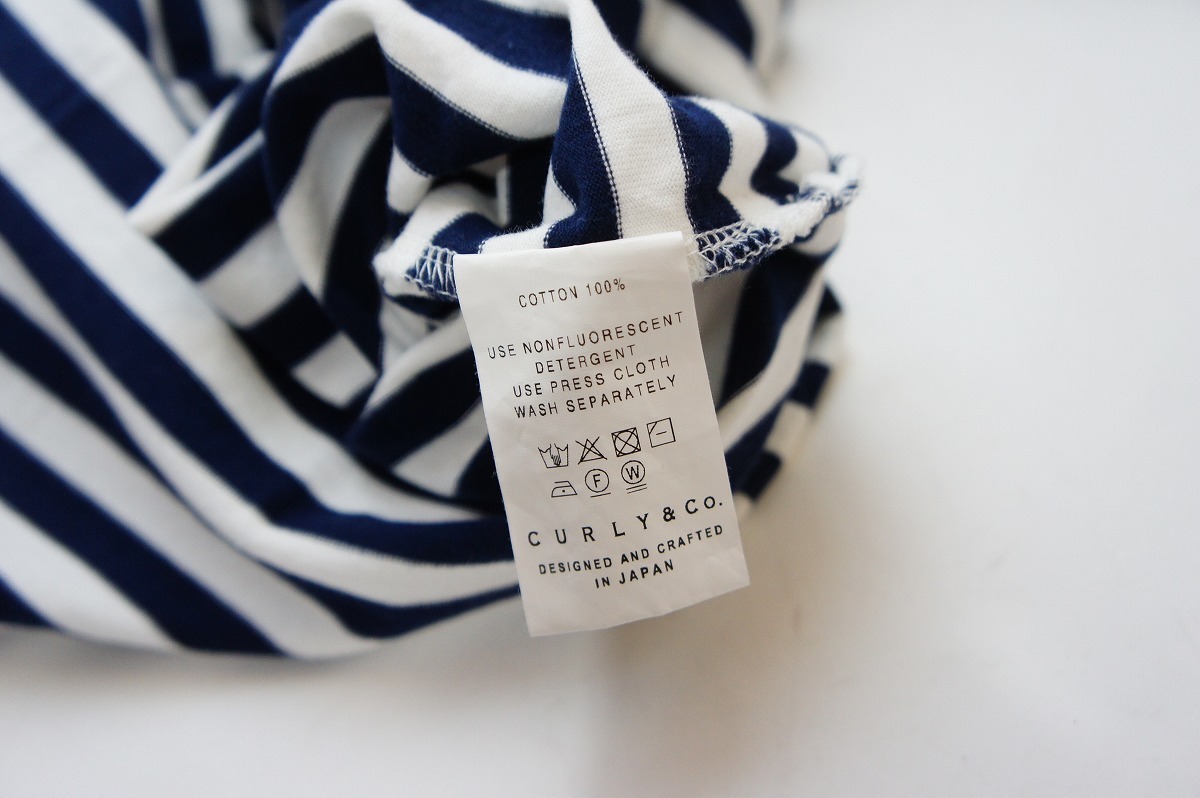 COTTON 100%
USE NONFLUORESCENT
DETERGENT
USE PRESS CLOTH
WASH SEPARATELY
F W
CURLY&Co.
DESIGNED AND CRAFTED
IN JAPAN